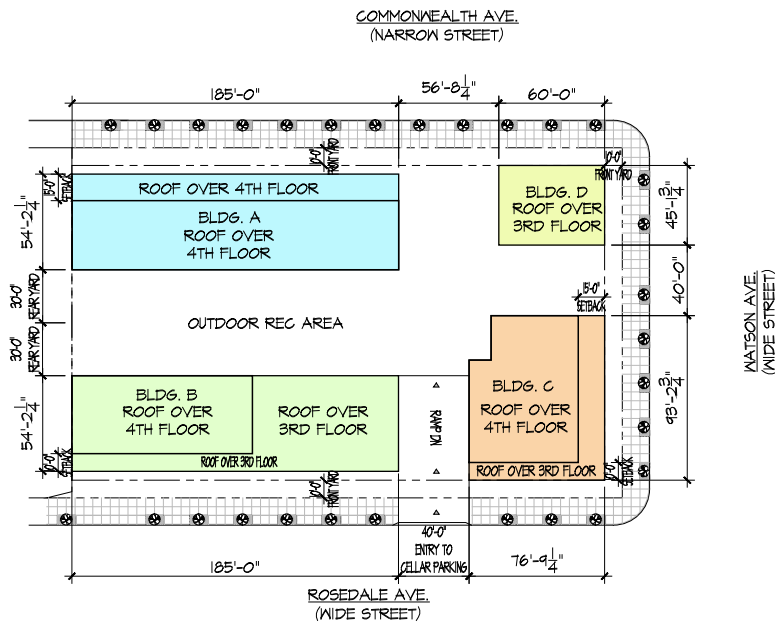 COMMONWEALTH AVE.
(NARROW STREET)
185'-0"
56'-8 1/4"
60'-0"
10'-0"
FRONT YARD
10'-0"
FRONT YARD
15'-0"
SETBACK
ROOF OVER 4TH FLOOR
BLDG. A
ROOF OVER
4TH FLOOR
54'-2 1/4"
BLDG. D
ROOF OVER
3RD FLOOR
45'-1 3/4"
40'-0"
30'-0"
REAR YARD
30'-0"
REAR YARD
OUTDOOR REC AREA
15'-0"
SETBACK
WATSON AVE.
(WIDE STREET)
54'-2 1/4"
BLDG. B
ROOF OVER
4TH FLOOR
ROOF OVER
3RD FLOOR
ROOF OVER 3RD FLOOR
10'-0"
SETBACK
10'-0"
FRONT YARD
RAMP DN
BLDG. C
ROOF OVER
4TH FLOOR
ROOF OVER 3RD FLOOR
10'-0"
SETBACK
93'-2 3/4"
185'-0"
40'-0"
ENTRY TO
CELLAR PARKING
76'-9 1/4"
ROSEDALE AVE.
(WIDE STREET)